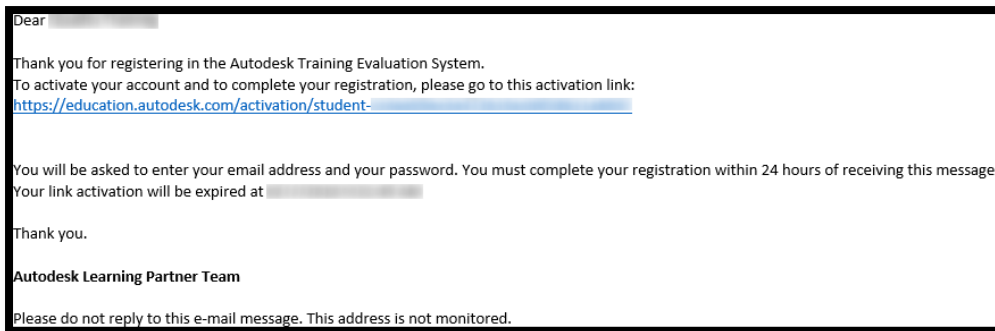 Dear
Thank you for registering in the Autodesk Training Evaluation System.
To activate your account and to complete your registration, please go to this activation link:
https://education.autodesk.com/activation/student-
You will be asked to enter your email address and your password. You must complete your registration within 24 hours of receiving this message
Your link activation will be expired at
Thank you.
Autodesk Learning Partner Team
Please do not reply to this e-mail message. This address is not monitored.